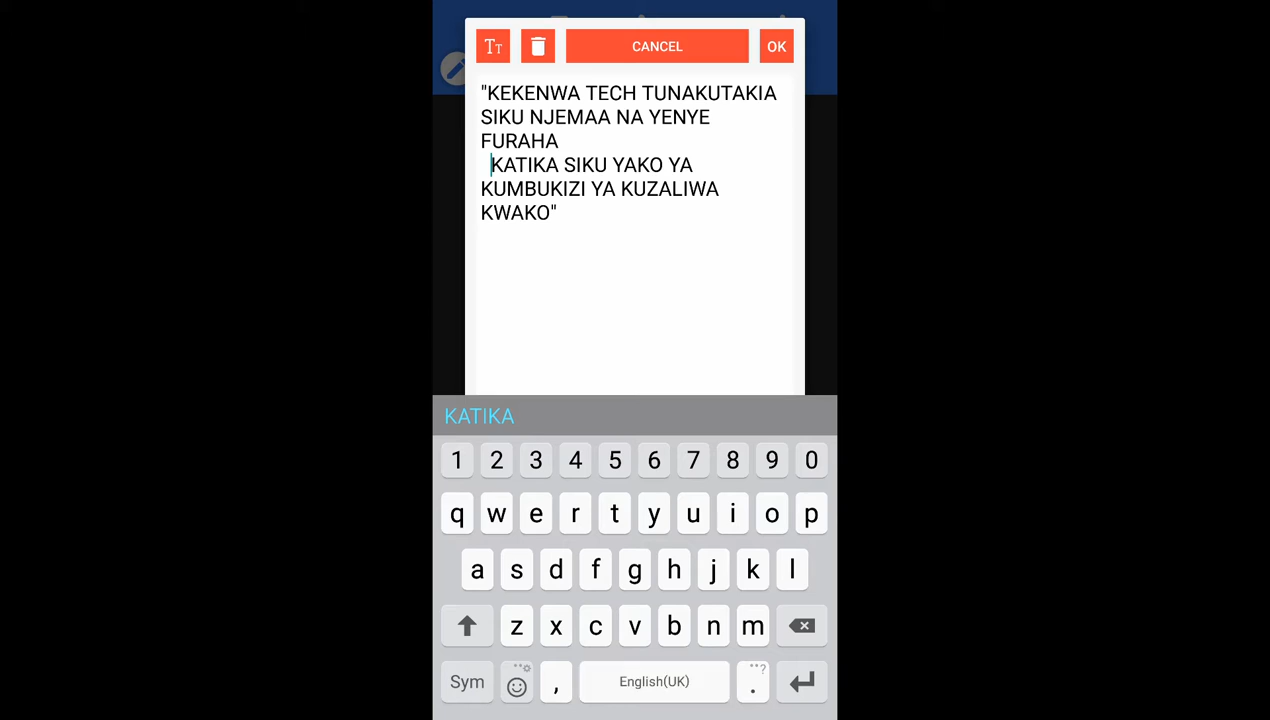 TT CANCEL OK
"KEKENWA TECH TUNAKUTAKIA
SIKU NJEMAA NA YENYE
FURAHA
KATIKA SIKU YAKO YA
KUMBUKIZI YA KUZALIWA
KWAKO"
KATIKA
1 2 3 4 5 6 7 8 9 0
q w e r t y u i o p
a s d f g h j k l
z x c v b n m
Sym , English(UK) . ?